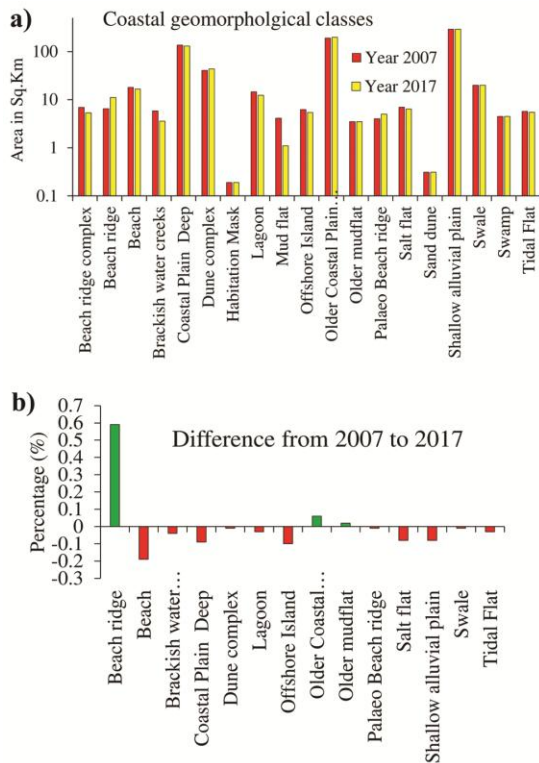 a)
Coastal geomorpholgical classes
Area in Sq.Km
100
10
1
0.1
Year 2007
Year 2017
Beach ridge complex
Beach ridge
Beach
Brackish water creeks
Coastal Plain Deep
Dune complex
Habitation Mask
Lagoon
Mud flat
Offshore Island
Older Coastal Plain...
Older mudflat
Palaeo Beach ridge
Salt flat
Sand dune
Shallow alluvial plain
Swale
Swamp
Tidal Flat
b)
Difference from 2007 to 2017
Percentage (%)
0.7
0.6
0.5
0.4
0.3
0.2
0.1
0
-0.1
-0.2
-0.3
Beach ridge
Beach
Brackish water...
Coastal Plain Deep
Dune complex
Lagoon
Offshore Island
Older Coastal...
Older mudflat
Palaeo Beach ridge
Salt flat
Shallow alluvial plain
Swale
Tidal Flat